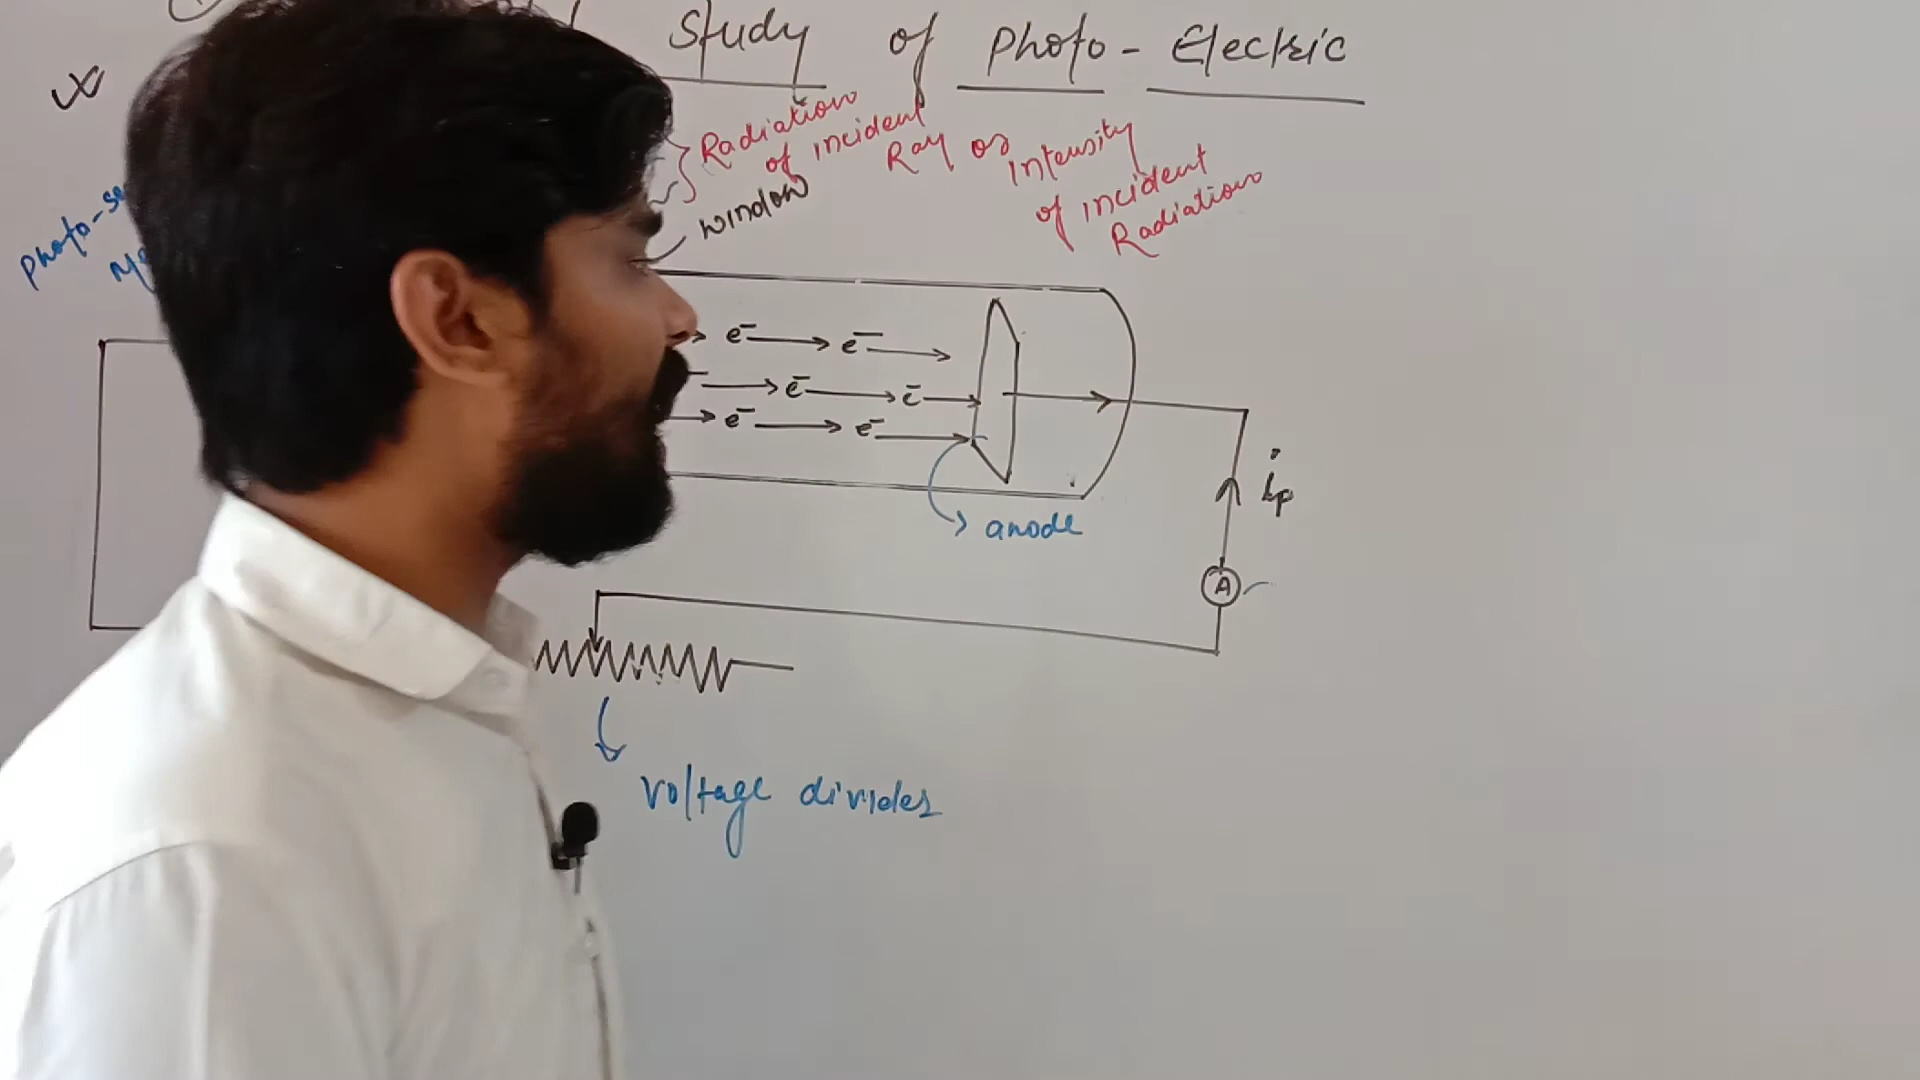 Study of Photo-Electric
Radiation
of incident
Ray or
Intensity
of incident
Radiation
window
Photo-se
e⁻ e⁻
e⁻ e⁻
e⁻ e⁻
anode
ip
A
voltage divider